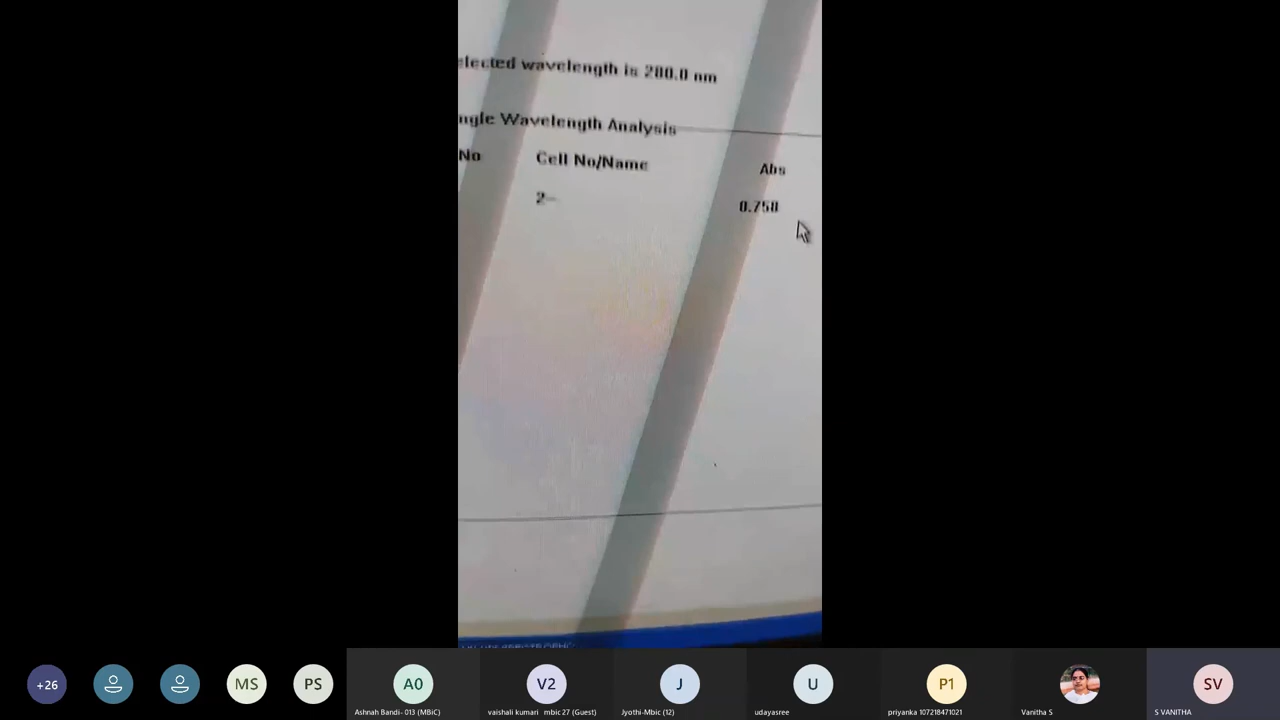 elected wavelength is 280.0 nm
ngle Wavelength Analysis
No Cell No/Name Abs
2- 0.758
+26 MS PS A0 V2 J U P1 SV
Ashnah Bandi- 013 (MBiC) vaishali kumari mbic 27 (Guest) Jyothi-Mbic (12) udayasree priyanka 107218471021 Vanitha S S VANITHA